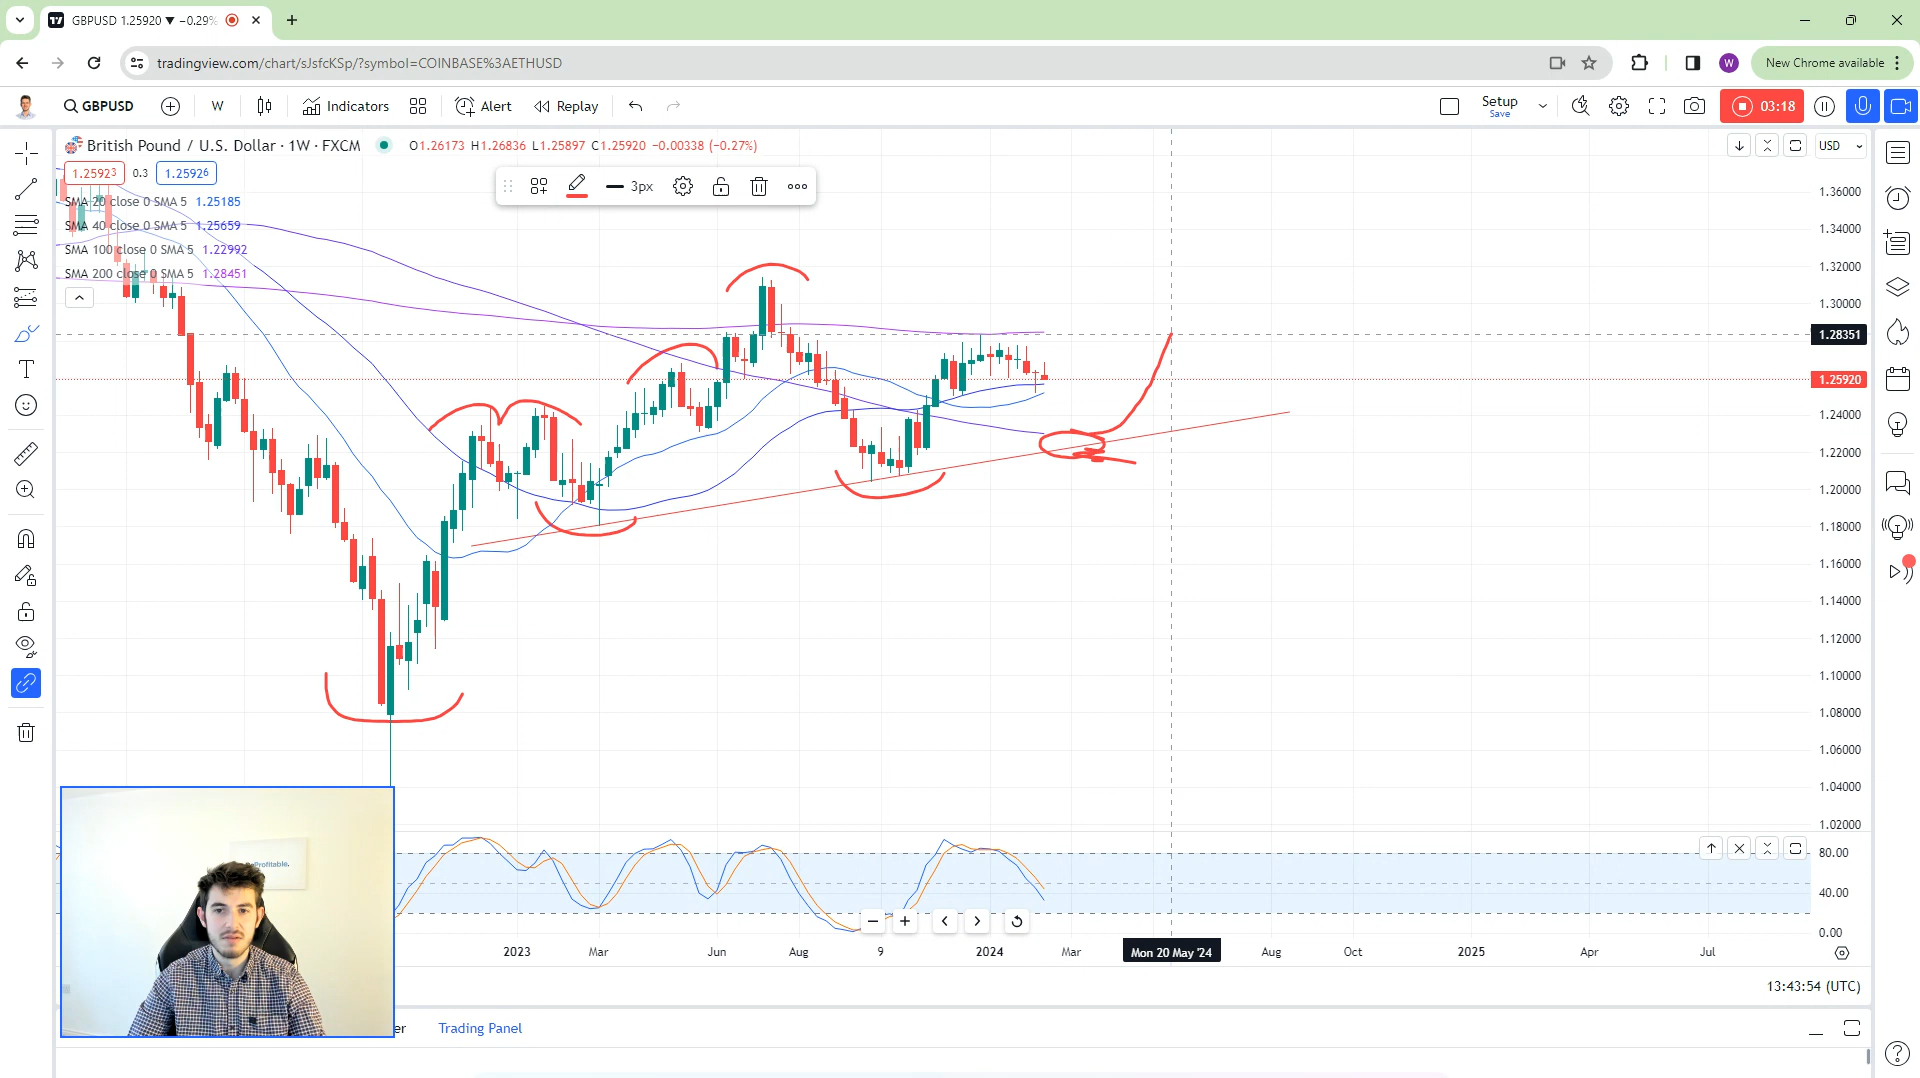 GBPUSD 1.25920 ▼ −0.29%
tradingview.com/chart/sJsfcKSp/?symbol=COINBASE%3AETHUSD
W
New Chrome available
GBPUSD
W
Indicators
Alert
Replay
Setup
Save
03:18
British Pound / U.S. Dollar · 1W · FXCM
O1.26173 H1.26836 L1.25897 C1.25920 −0.00338 (−0.27%)
USD
1.25923 0.3 1.25926
3px
SMA 20 close 0 SMA 5 1.25185
SMA 40 close 0 SMA 5 1.25659
SMA 100 close 0 SMA 5 1.22992
SMA 200 close 0 SMA 5 1.28451
1.36000
1.34000
1.32000
1.30000
1.28351
1.25920
1.24000
1.22000
1.20000
1.18000
1.16000
1.14000
1.12000
1.10000
1.08000
1.06000
1.04000
1.02000
80.00
40.00
0.00
Profitable.
2023 Mar Jun Aug 9 2024 Mar Mon 20 May '24 Aug Oct 2025 Apr Jul
13:43:54 (UTC)
er Trading Panel